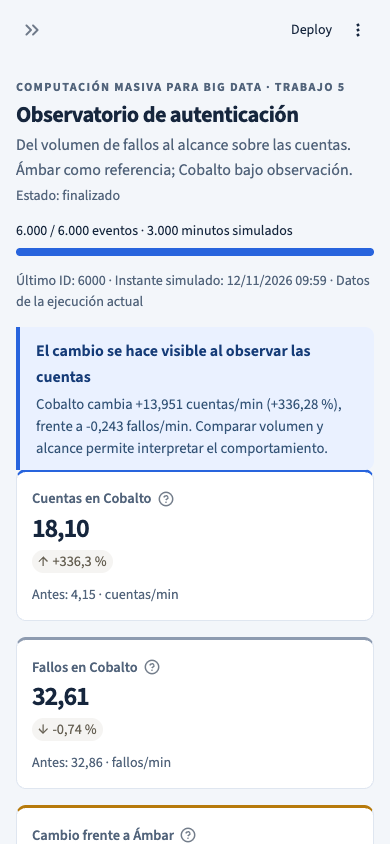 Deploy
COMPUTACIÓN MASIVA PARA BIG DATA · TRABAJO 5
Observatorio de autenticación
Del volumen de fallos al alcance sobre las cuentas.
Ámbar como referencia; Cobalto bajo observación.
Estado: finalizado
6.000 / 6.000 eventos · 3.000 minutos simulados
Último ID: 6000 · Instante simulado: 12/11/2026 09:59 · Datos
de la ejecución actual
El cambio se hace visible al observar las
cuentas
Cobalto cambia +13,951 cuentas/min (+336,28 %),
frente a -0,243 fallos/min. Comparar volumen y
alcance permite interpretar el comportamiento.
Cuentas en Cobalto
18,10
↑ +336,3 %
Antes: 4,15 · cuentas/min
Fallos en Cobalto
32,61
↓ -0,74 %
Antes: 32,86 · fallos/min
Cambio frente a Ámbar